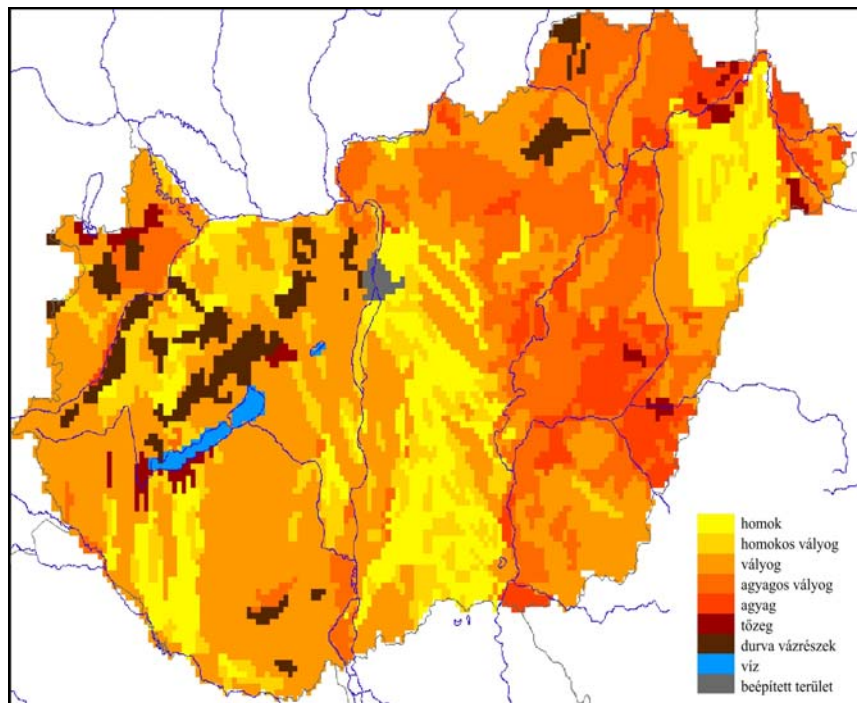 homok
homokos vályog
vályog
agyagos vályog
agyag
tőzeg
durva vázrészek
víz
beépített terület